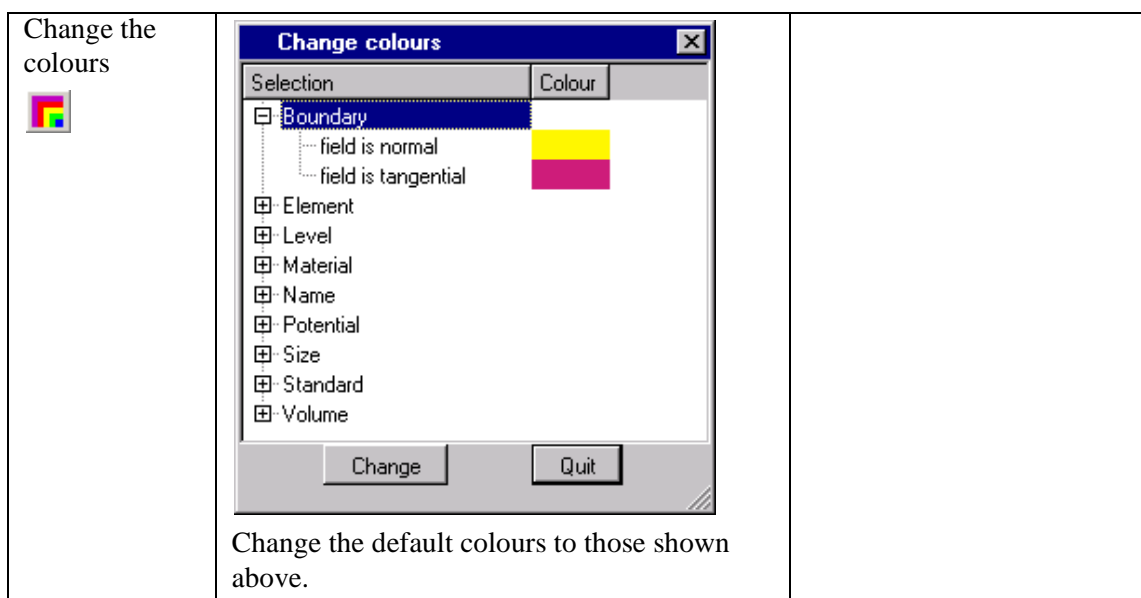 Change the
colours
Change colours
Selection Colour
Boundary
field is normal
field is tangential
Element
Level
Material
Name
Potential
Size
Standard
Volume
Change Quit
Change the default colours to those shown
above.